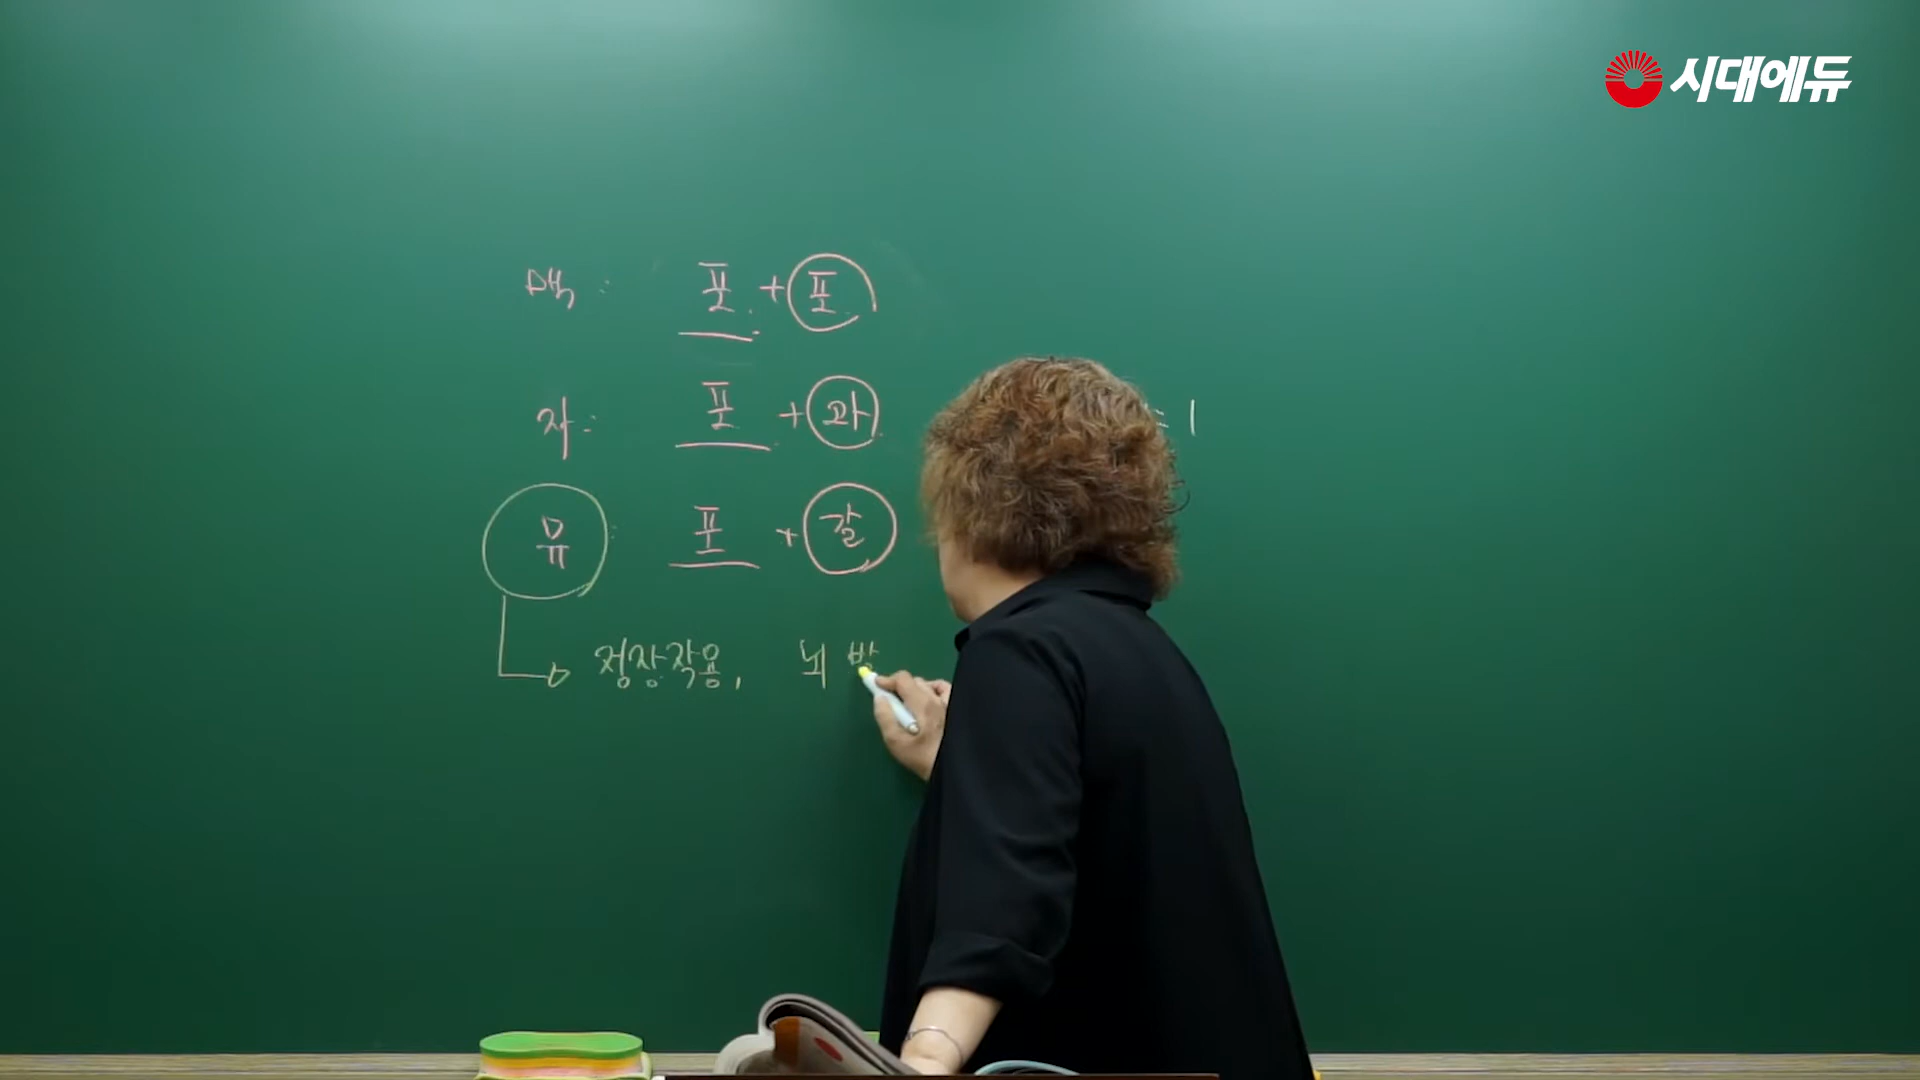 시대에듀
맥: 포 + 포
자: 포 + 과
= 1
유 포 + 갈
정장작용, 뇌 발